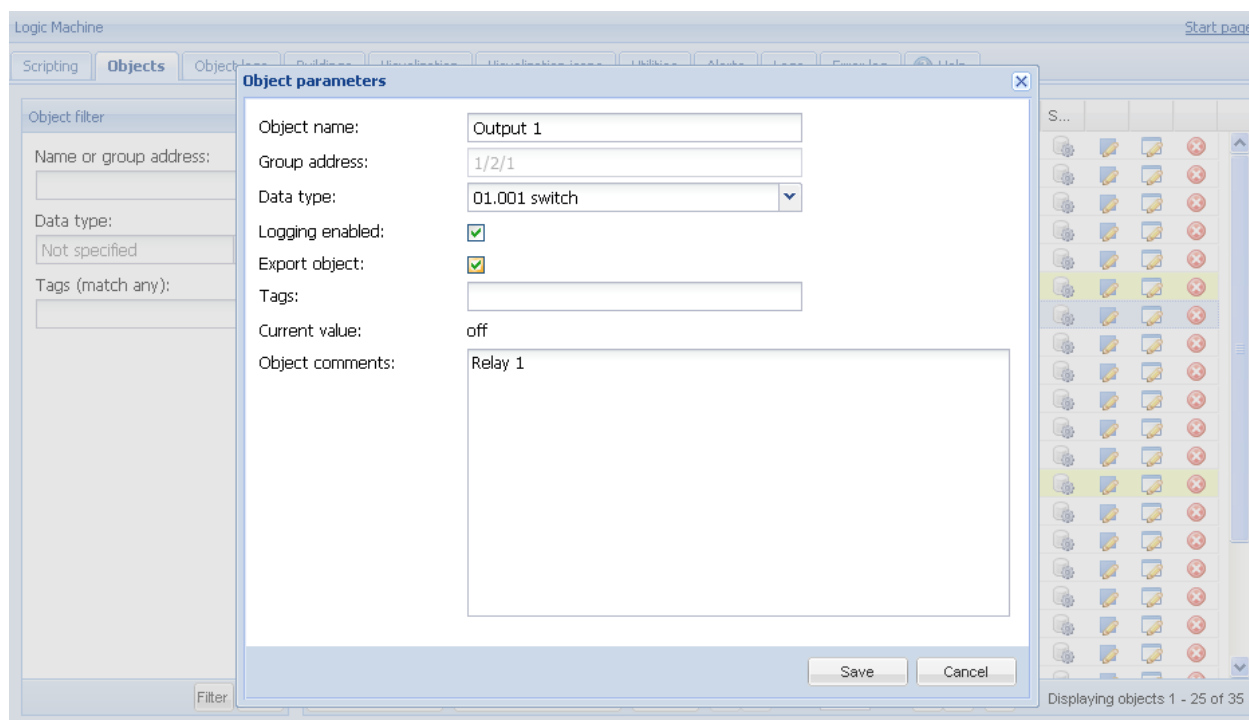 Logic Machine
Start page
Scripting
Objects
Object parameters
Object filter
Name or group address:
Data type:
Not specified
Tags (match any):
Filter
Object name:
Output 1
Group address:
1/2/1
Data type:
01.001 switch
Logging enabled:
Export object:
Tags:
Current value:
off
Object comments:
Relay 1
Save
Cancel
S...
Displaying objects 1 - 25 of 35